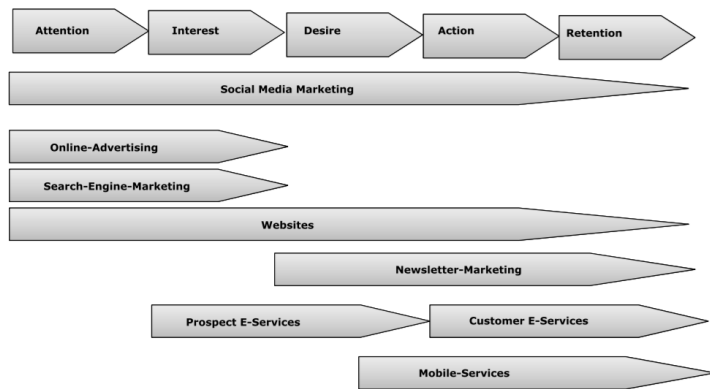 Attention
Interest
Desire
Action
Retention
Social Media Marketing
Online-Advertising
Search-Engine-Marketing
Websites
Newsletter-Marketing
Prospect E-Services
Customer E-Services
Mobile-Services